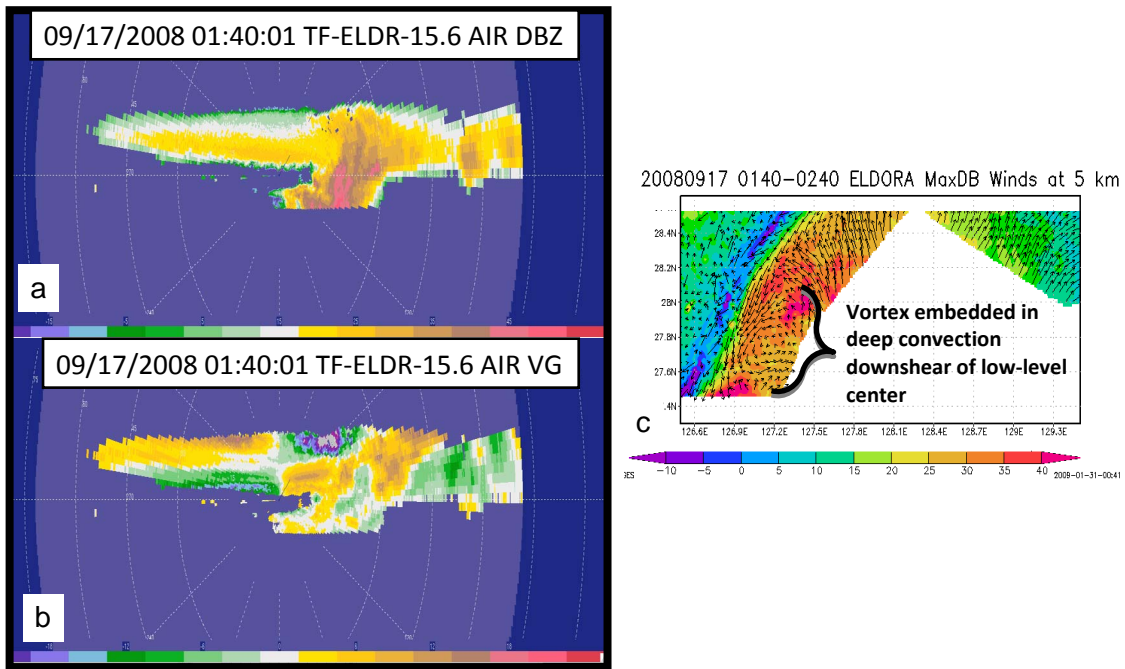 09/17/2008 01:40:01 TF-ELDR-15.6 AIR DBZ
a
09/17/2008 01:40:01 TF-ELDR-15.6 AIR VG
b
20080917 0140-0240 ELDORA MaxDB Winds at 5 km
28.4N
28.2N
28N
27.8N
27.6N
.4N
Vortex embedded in
deep convection
downshear of low-level
center
c
126.6E 126.9E 127.2E 127.5E 127.8E 128.1E 128.4E 128.7E 129E 129.3E
-10 -5 0 5 10 15 20 25 30 35 40
2009-01-31-00:41